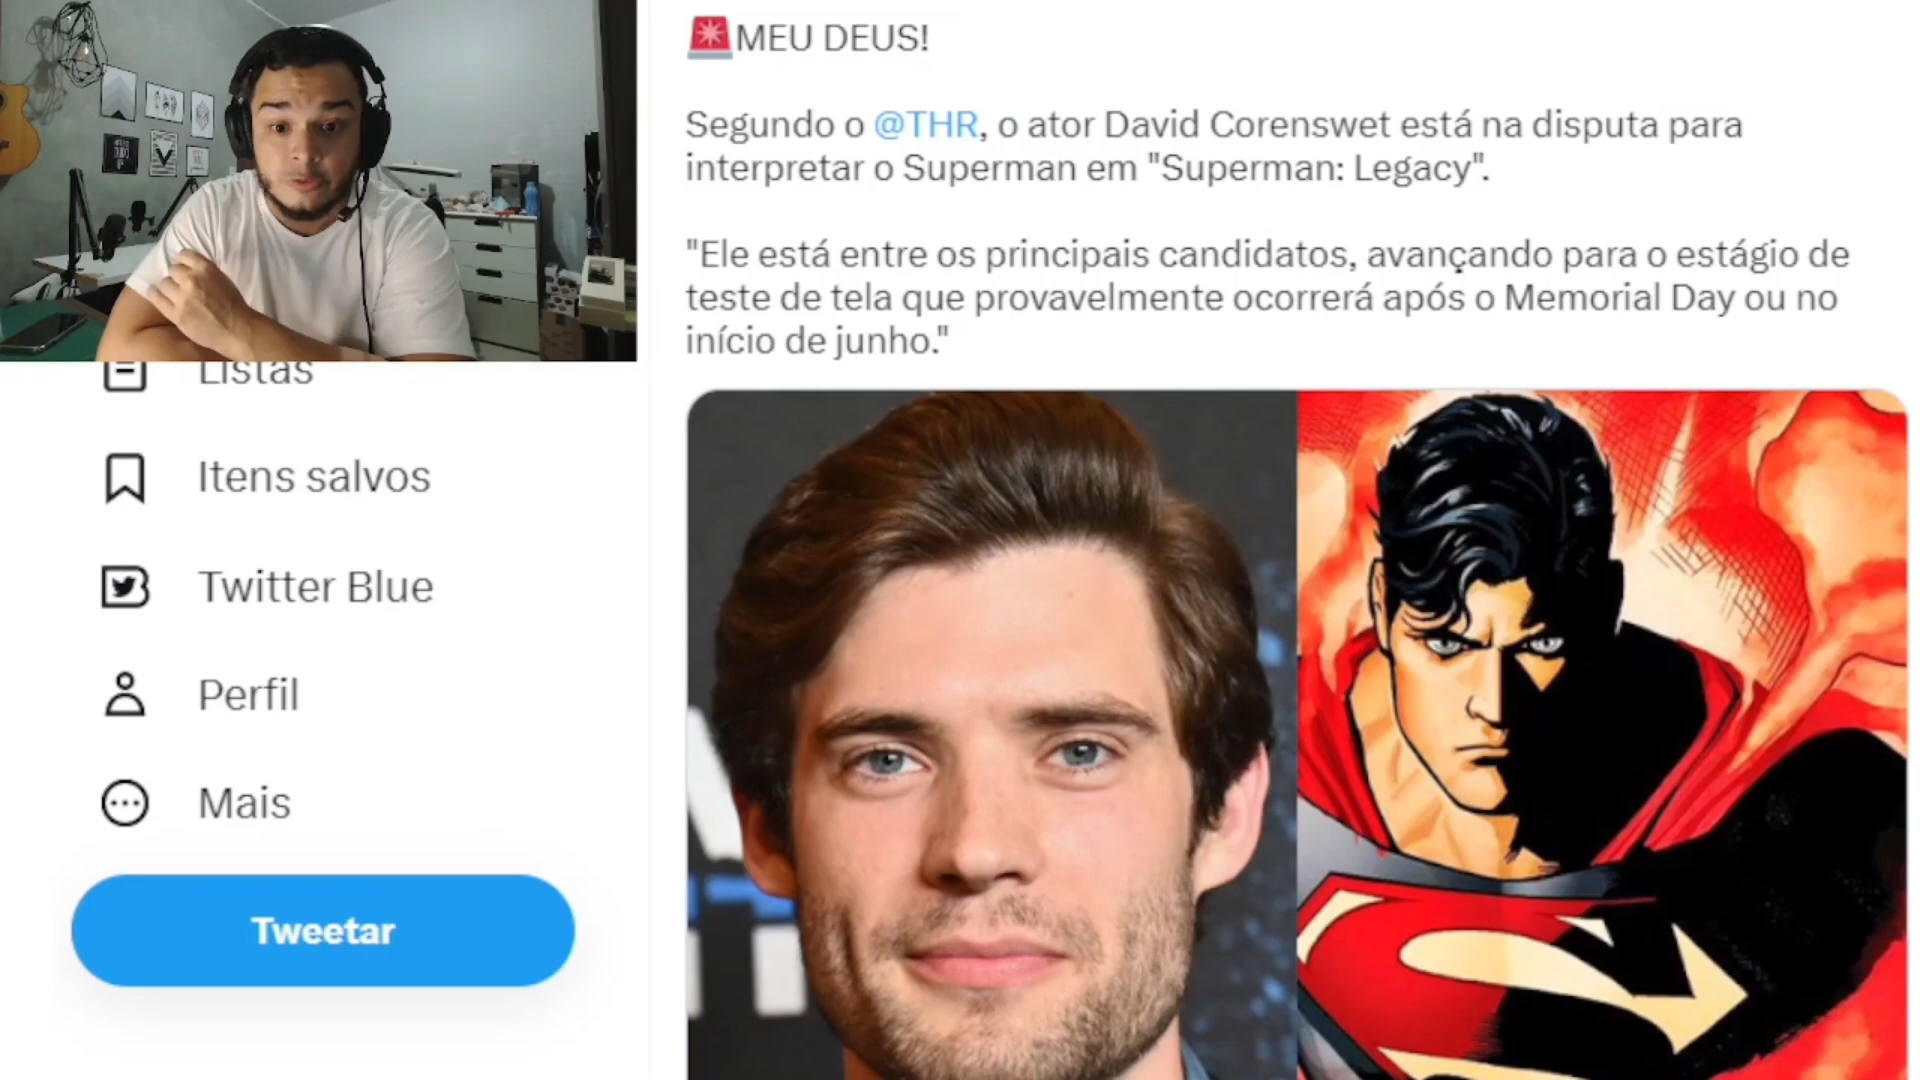 MEU DEUS!
Segundo o @THR, o ator David Corenswet está na disputa para
interpretar o Superman em "Superman: Legacy".
"Ele está entre os principais candidatos, avançando para o estágio de
teste de tela que provavelmente ocorrerá após o Memorial Day ou no
início de junho."
Listas
Itens salvos
Twitter Blue
Perfil
Mais
Tweetar